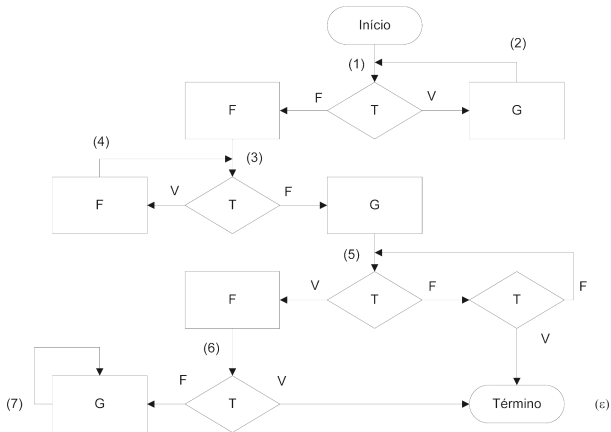 Início
(2)
(1)
F
F
T
V
G
(4)
(3)
F
V
T
F
G
(5)
F
V
T
F
T
F
V
(6)
(7)
G
F
T
V
Término
(ε)